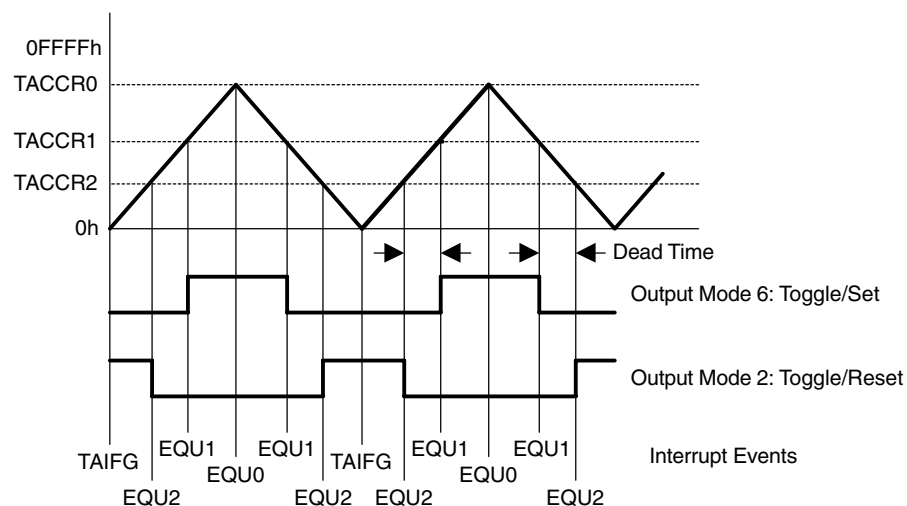 0FFFFh
TACCR0
TACCR1
TACCR2
0h
Dead Time
Output Mode 6: Toggle/Set
Output Mode 2: Toggle/Reset
TAIFG EQU1 EQU1 TAIFG EQU1 EQU1 Interrupt Events
EQU0 EQU0
EQU2 EQU2 EQU2 EQU2